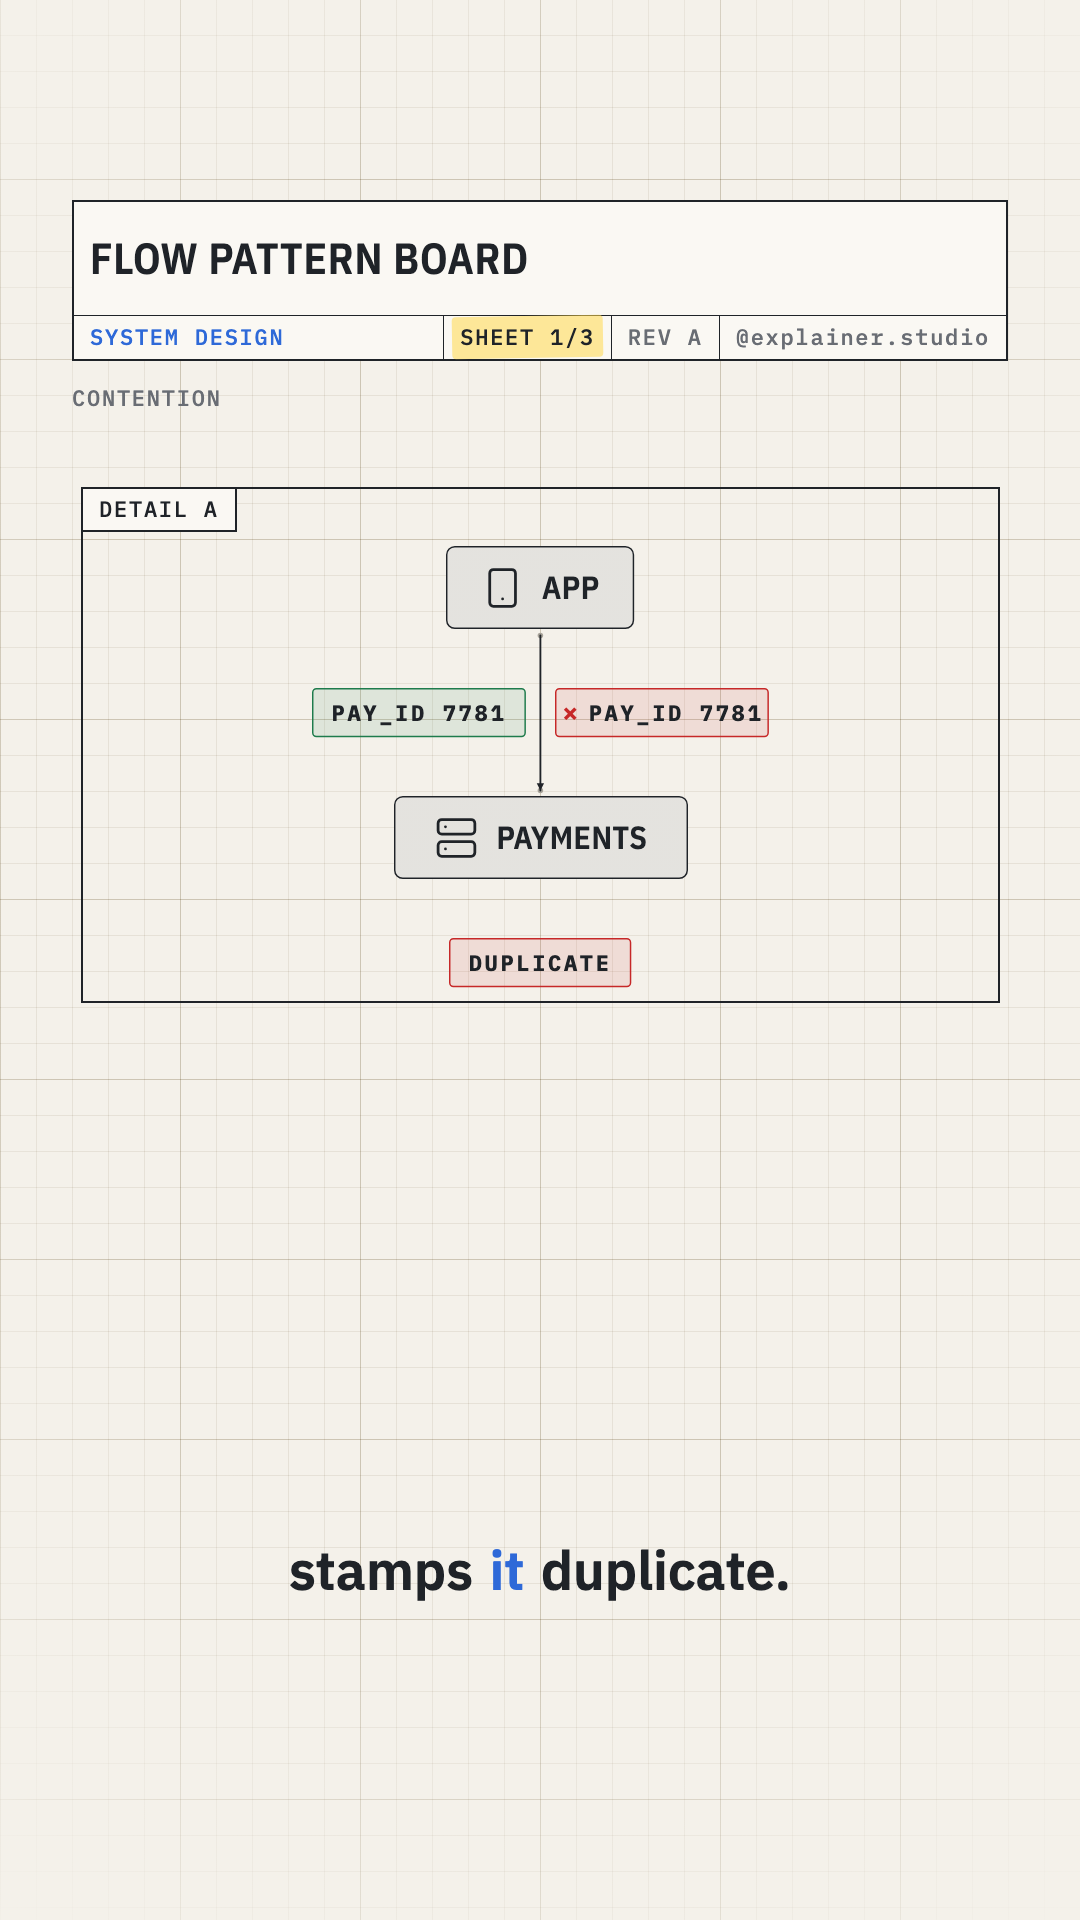 FLOW PATTERN BOARD
SYSTEM DESIGN
SHEET 1/3
REV A
@explainer.studio
CONTENTION
DETAIL A
APP
PAY_ID 7781
× PAY_ID 7781
PAYMENTS
DUPLICATE
stamps it duplicate.